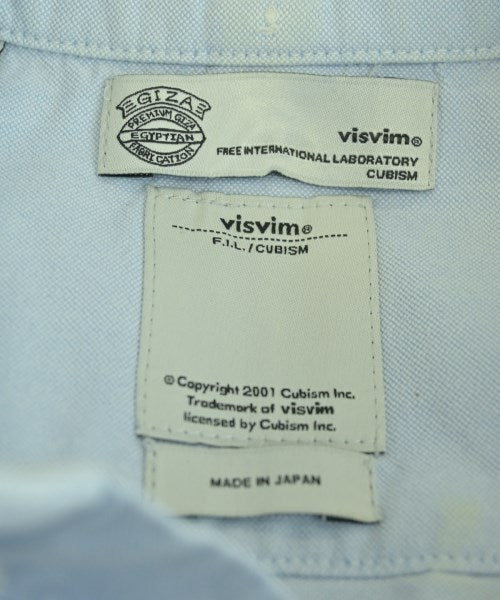 GIZA
PREMIUM GIZA
EGYPTIAN
FABRICATION
visvim®
FREE INTERNATIONAL LABORATORY
CUBISM
visvim®
F.I.L./CUBISM
© Copyright 2001 Cubism Inc.
Trademark of visvim
licensed by Cubism Inc.
MADE IN JAPAN